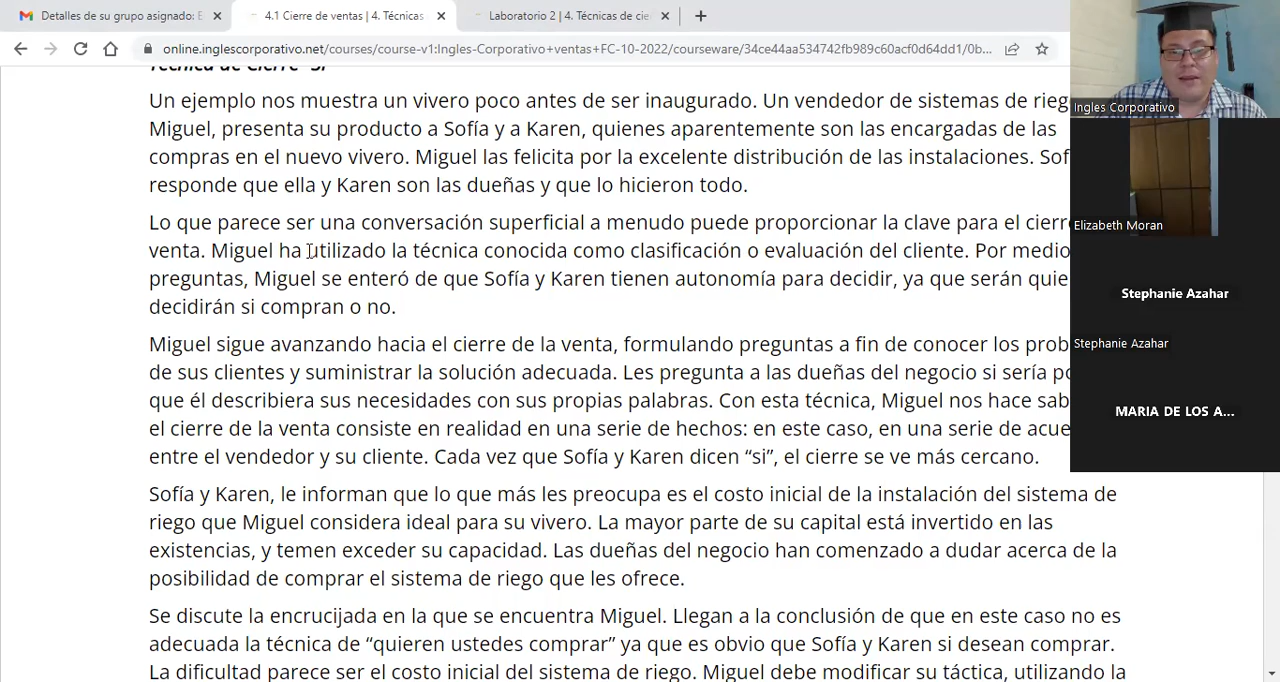 Detalles de su grupo asignado: E
4.1 Cierre de ventas | 4. Técnicas
Laboratorio 2 | 4. Técnicas de cie
online.inglescorporativo.net/courses/course-v1:Ingles-Corporativo+ventas+FC-10-2022/courseware/34ce44aa534742fb989c60acf0d64dd1/0b...
Técnica de Cierre "Si"
Un ejemplo nos muestra un vivero poco antes de ser inaugurado. Un vendedor de sistemas de rieg
Miguel, presenta su producto a Sofía y a Karen, quienes aparentemente son las encargadas de las
compras en el nuevo vivero. Miguel las felicita por la excelente distribución de las instalaciones. Sof
responde que ella y Karen son las dueñas y que lo hicieron todo.
Lo que parece ser una conversación superficial a menudo puede proporcionar la clave para el cierre
venta. Miguel ha utilizado la técnica conocida como clasificación o evaluación del cliente. Por medio
preguntas, Miguel se enteró de que Sofía y Karen tienen autonomía para decidir, ya que serán quie
decidirán si compran o no.
Miguel sigue avanzando hacia el cierre de la venta, formulando preguntas a fin de conocer los prob
de sus clientes y suministrar la solución adecuada. Les pregunta a las dueñas del negocio si sería po
que él describiera sus necesidades con sus propias palabras. Con esta técnica, Miguel nos hace sab
el cierre de la venta consiste en realidad en una serie de hechos: en este caso, en una serie de acue
entre el vendedor y su cliente. Cada vez que Sofía y Karen dicen “si”, el cierre se ve más cercano.
Sofía y Karen, le informan que lo que más les preocupa es el costo inicial de la instalación del sistema de
riego que Miguel considera ideal para su vivero. La mayor parte de su capital está invertido en las
existencias, y temen exceder su capacidad. Las dueñas del negocio han comenzado a dudar acerca de la
posibilidad de comprar el sistema de riego que les ofrece.
Se discute la encrucijada en la que se encuentra Miguel. Llegan a la conclusión de que en este caso no es
adecuada la técnica de “quieren ustedes comprar” ya que es obvio que Sofía y Karen si desean comprar.
La dificultad parece ser el costo inicial del sistema de riego. Miguel debe modificar su táctica, utilizando la
Ingles Corporativo
Elizabeth Moran
Stephanie Azahar
Stephanie Azahar
MARIA DE LOS A...